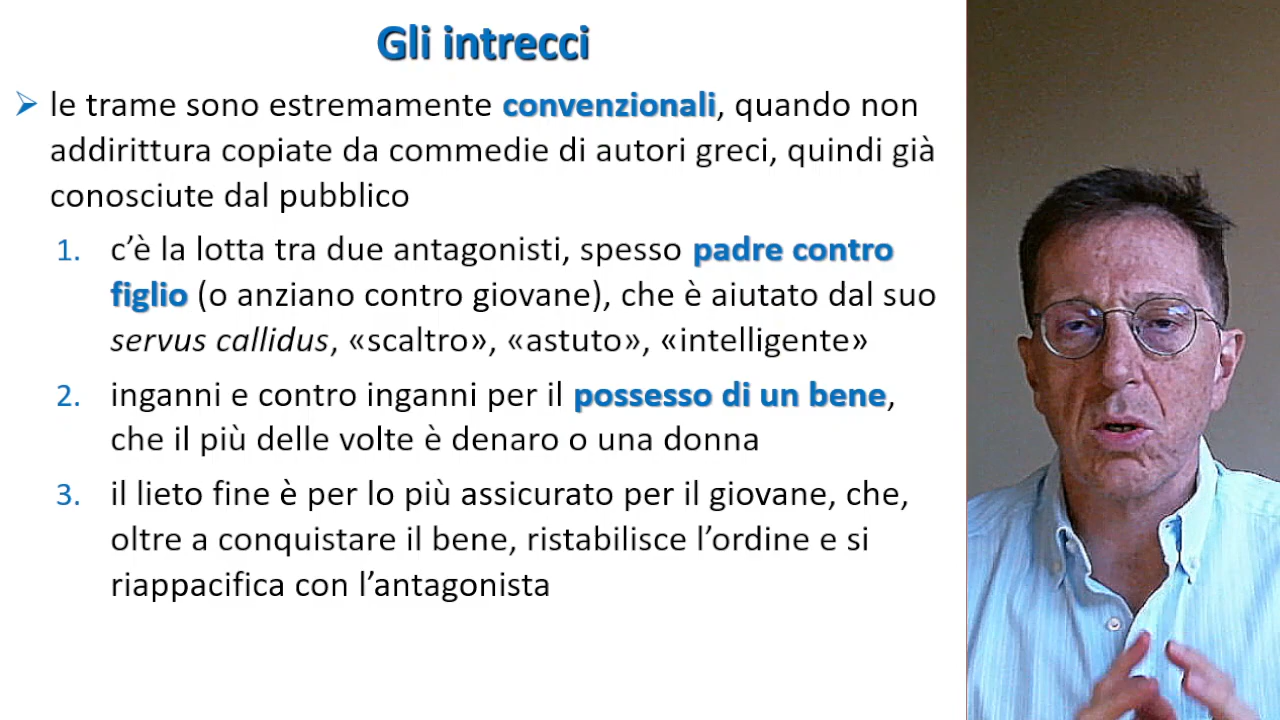 Gli intrecci
➢ le trame sono estremamente convenzionali, quando non
addirittura copiate da commedie di autori greci, quindi già
conosciute dal pubblico
1. c’è la lotta tra due antagonisti, spesso padre contro
figlio (o anziano contro giovane), che è aiutato dal suo
servus callidus, «scaltro», «astuto», «intelligente»
2. inganni e contro inganni per il possesso di un bene,
che il più delle volte è denaro o una donna
3. il lieto fine è per lo più assicurato per il giovane, che,
oltre a conquistare il bene, ristabilisce l’ordine e si
riappacifica con l’antagonista